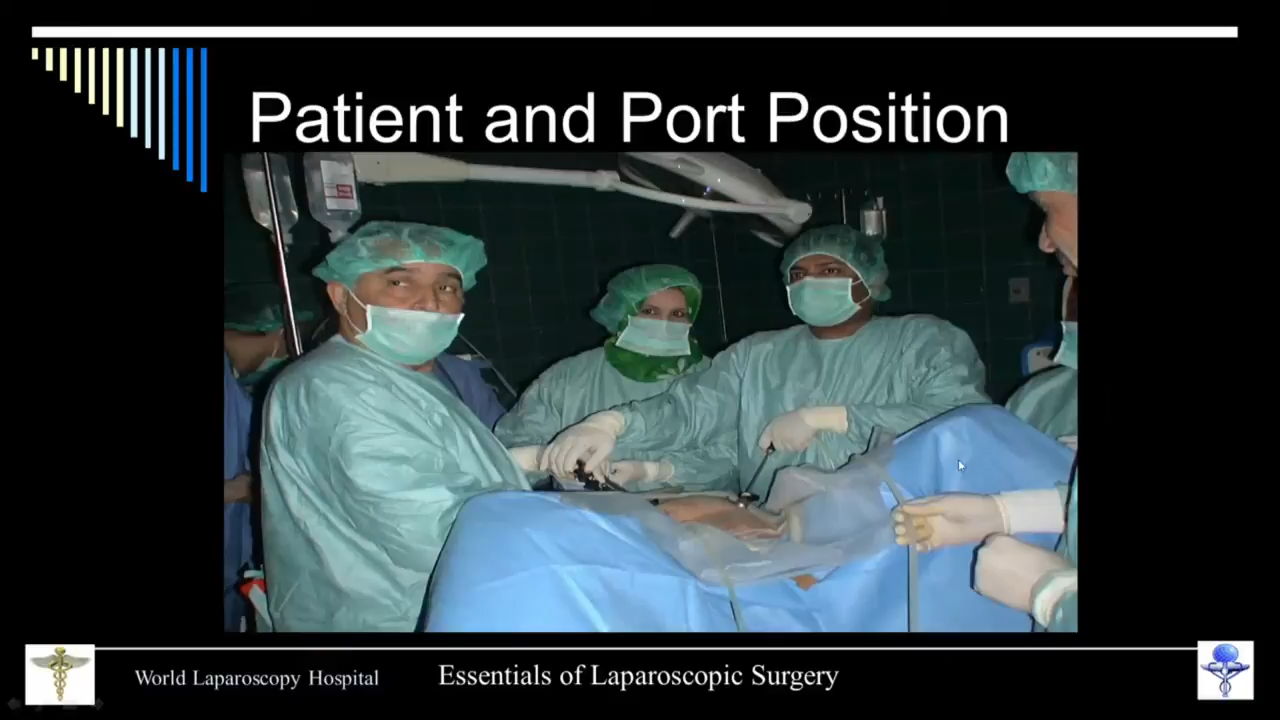 Patient and Port Position
World Laparoscopy Hospital
Essentials of Laparoscopic Surgery